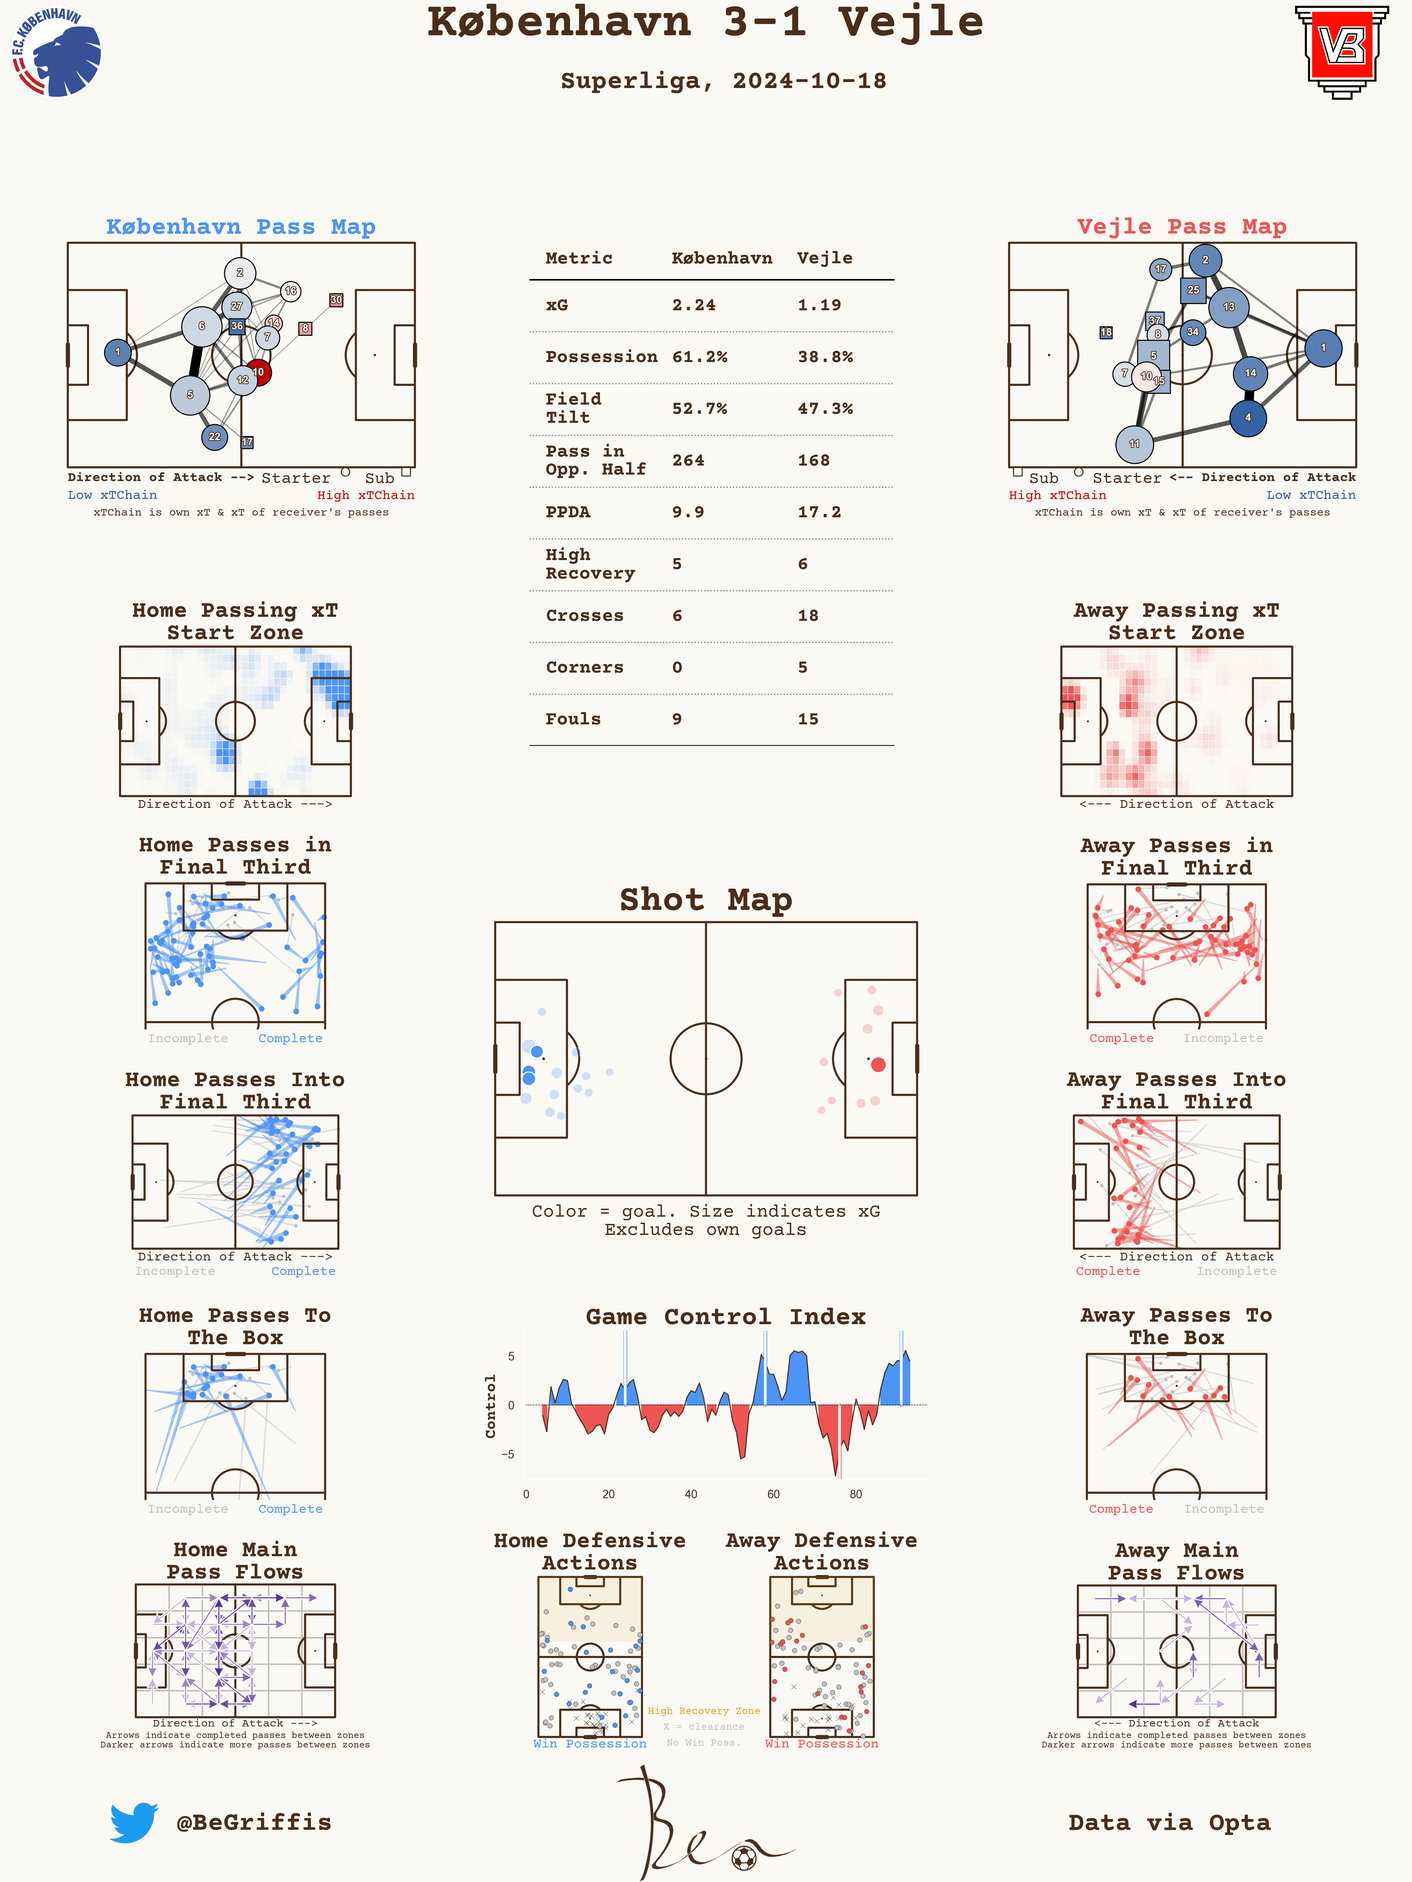 København 3-1 Vejle
Superliga, 2024-10-18
F.C. KØBENHAVN
VB
København Pass Map
2
16
30
27
14
6
36
8
7
1
10
12
5
22
17
Direction of Attack --> Starter Sub
Low xTChain High xTChain
xTChain is own xT & xT of receiver's passes
Metric København Vejle
xG 2.24 1.19
Possession 61.2% 38.8%
Field
Tilt 52.7% 47.3%
Pass in
Opp. Half 264 168
PPDA 9.9 17.2
High
Recovery 5 6
Crosses 6 18
Corners 0 5
Fouls 9 15
Vejle Pass Map
2
17
25
13
37
18
8
34
1
5
7
10
15
14
4
11
Sub Starter <-- Direction of Attack
High xTChain Low xTChain
xTChain is own xT & xT of receiver's passes
Home Passing xT
Start Zone
Direction of Attack --->
Away Passing xT
Start Zone
<--- Direction of Attack
Home Passes in
Final Third
Incomplete Complete
Away Passes in
Final Third
Complete Incomplete
Shot Map
Color = goal. Size indicates xG
Excludes own goals
Home Passes Into
Final Third
Direction of Attack --->
Incomplete Complete
Away Passes Into
Final Third
<--- Direction of Attack
Complete Incomplete
Home Passes To
The Box
Incomplete Complete
Game Control Index
Control
5
0
−5
0 20 40 60 80
Away Passes To
The Box
Complete Incomplete
Home Main
Pass Flows
Direction of Attack --->
Arrows indicate completed passes between zones
Darker arrows indicate more passes between zones
Home Defensive
Actions
Win Possession
Away Defensive
Actions
Win Possession
High Recovery Zone
X = clearance
No Win Poss.
Away Main
Pass Flows
<--- Direction of Attack
Arrows indicate completed passes between zones
Darker arrows indicate more passes between zones
@BeGriffis
Ben
Data via Opta